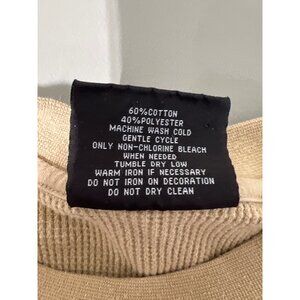 60%COTTON
40%POLYESTER
MACHINE WASH COLD
GENTLE CYCLE
ONLY NON-CHLORINE BLEACH
WHEN NEEDED
TUMBLE DRY LOW
WARM IRON IF NECESSARY
DO NOT IRON ON DECORATION
DO NOT DRY CLEAN